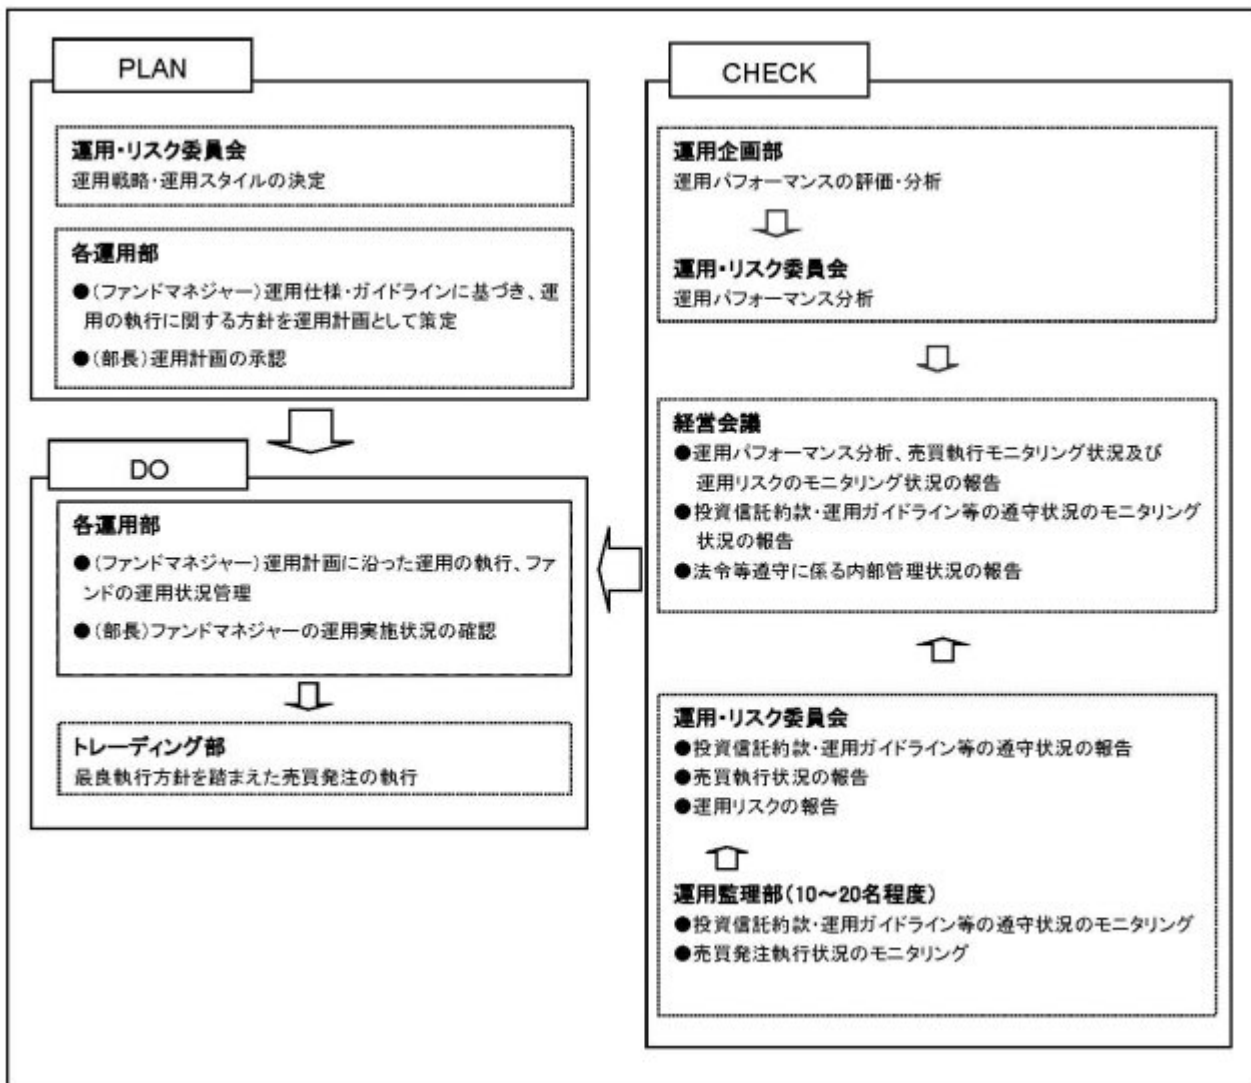 PLAN
運用・リスク委員会
運用戦略・運用スタイルの決定
各運用部
●(ファンドマネジャー)運用仕様・ガイドラインに基づき、運
用の執行に関する方針を運用計画として策定
●(部長)運用計画の承認
DO
各運用部
●(ファンドマネジャー)運用計画に沿った運用の執行、ファ
ンドの運用状況管理
●(部長)ファンドマネジャーの運用実施状況の確認
トレーディング部
最良執行方針を踏まえた売買発注の執行
CHECK
運用企画部
運用パフォーマンスの評価・分析
運用・リスク委員会
運用パフォーマンス分析
経営会議
●運用パフォーマンス分析、売買執行モニタリング状況及び
運用リスクのモニタリング状況の報告
●投資信託約款・運用ガイドライン等の遵守状況のモニタリング
状況の報告
●法令等遵守に係る内部管理状況の報告
運用・リスク委員会
●投資信託約款・運用ガイドライン等の遵守状況の報告
●売買執行状況の報告
●運用リスクの報告
運用監理部(10～20名程度)
●投資信託約款・運用ガイドライン等の遵守状況のモニタリング
●売買発注執行状況のモニタリング